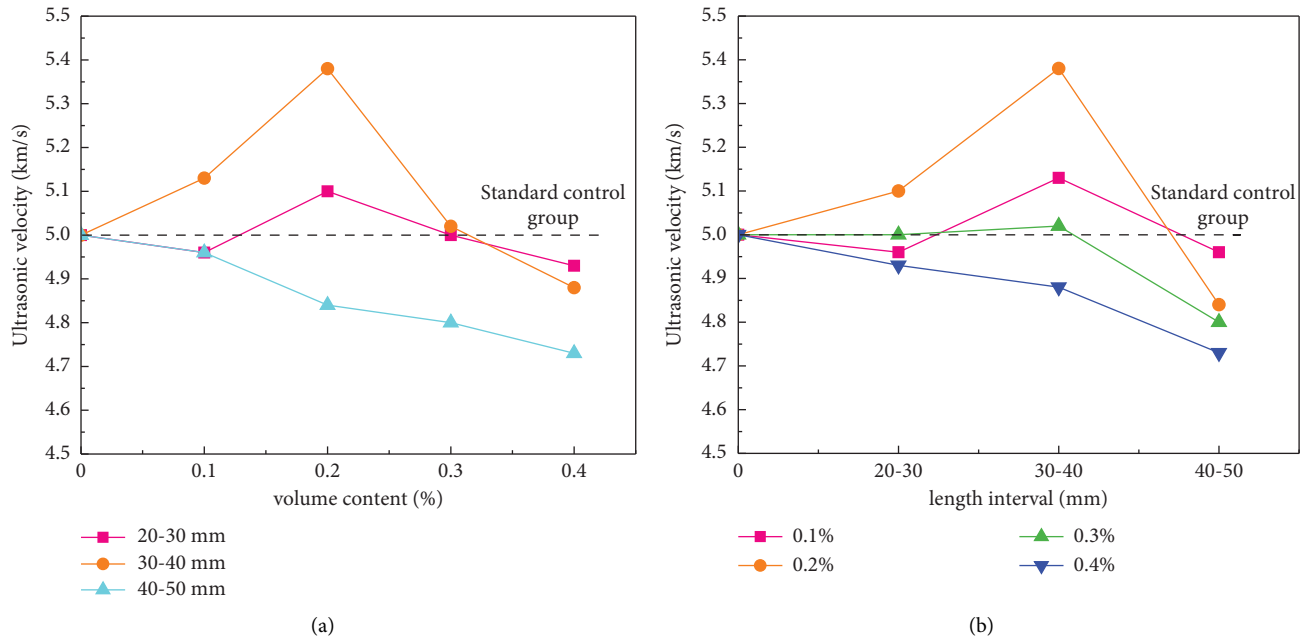 5.5
5.4
5.3
5.2
5.1
5.0
4.9
4.8
4.7
4.6
4.5
Ultrasonic velocity (km/s)
Standard control
group
0 0.1 0.2 0.3 0.4
volume content (%)
20-30 mm
30-40 mm
40-50 mm
(a)
5.5
5.4
5.3
5.2
5.1
5.0
4.9
4.8
4.7
4.6
4.5
Ultrasonic velocity (km/s)
Standard control
group
0 20-30 30-40 40-50
length interval (mm)
0.1% 0.3%
0.2% 0.4%
(b)